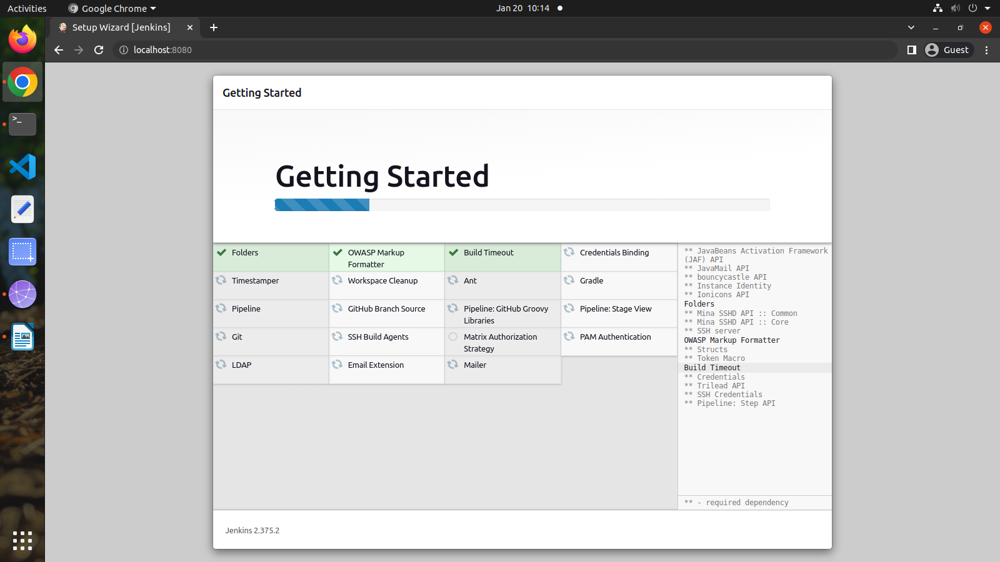 Activities
Google Chrome
Jan 20 10:14
Setup Wizard [Jenkins]
localhost:8080
Guest
Getting Started
Getting Started
Folders
OWASP Markup
Formatter
Build Timeout
Credentials Binding
Timestamper
Workspace Cleanup
Ant
Gradle
Pipeline
GitHub Branch Source
Pipeline: GitHub Groovy
Libraries
Pipeline: Stage View
Git
SSH Build Agents
Matrix Authorization
Strategy
PAM Authentication
LDAP
Email Extension
Mailer
** JavaBeans Activation Framework
(JAF) API
** JavaMail API
** bouncycastle API
** Instance Identity
** Ionicons API
Folders
** Mina SSHD API :: Common
** Mina SSHD API :: Core
** SSH server
OWASP Markup Formatter
** Structs
** Token Macro
Build Timeout
** Credentials
** Trilead API
** SSH Credentials
** Pipeline: Step API
** - required dependency
Jenkins 2.375.2